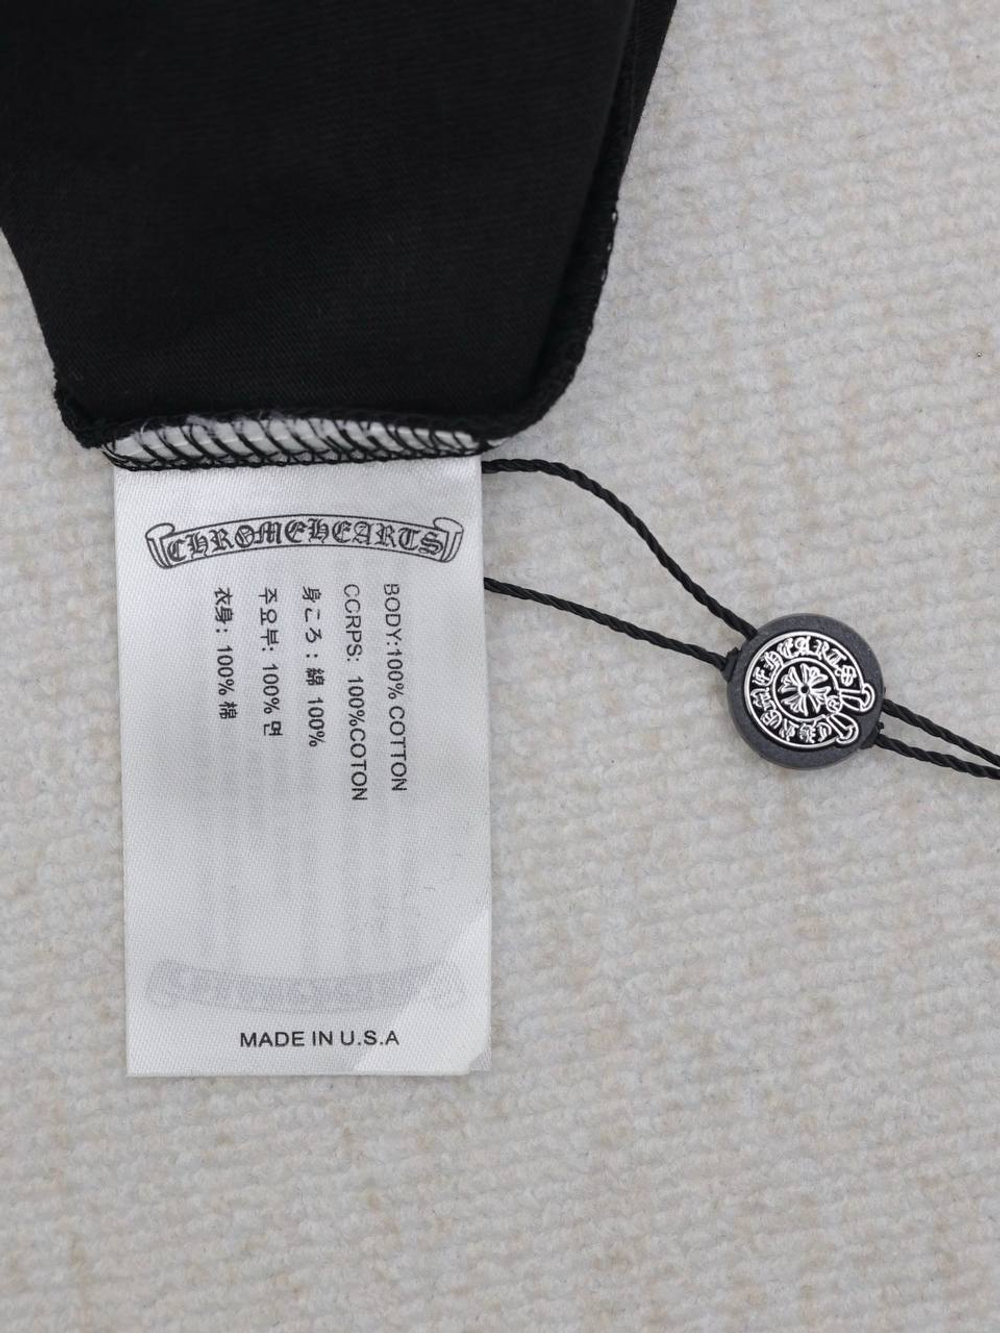 CHROMEHEARTS
BODY:100% COTTON
CCRPS: 100%COTON
身ころ：綿 100%
주요부: 100% 면
衣身: 100% 棉
MADE IN U.S.A
CHROMEHEARTS